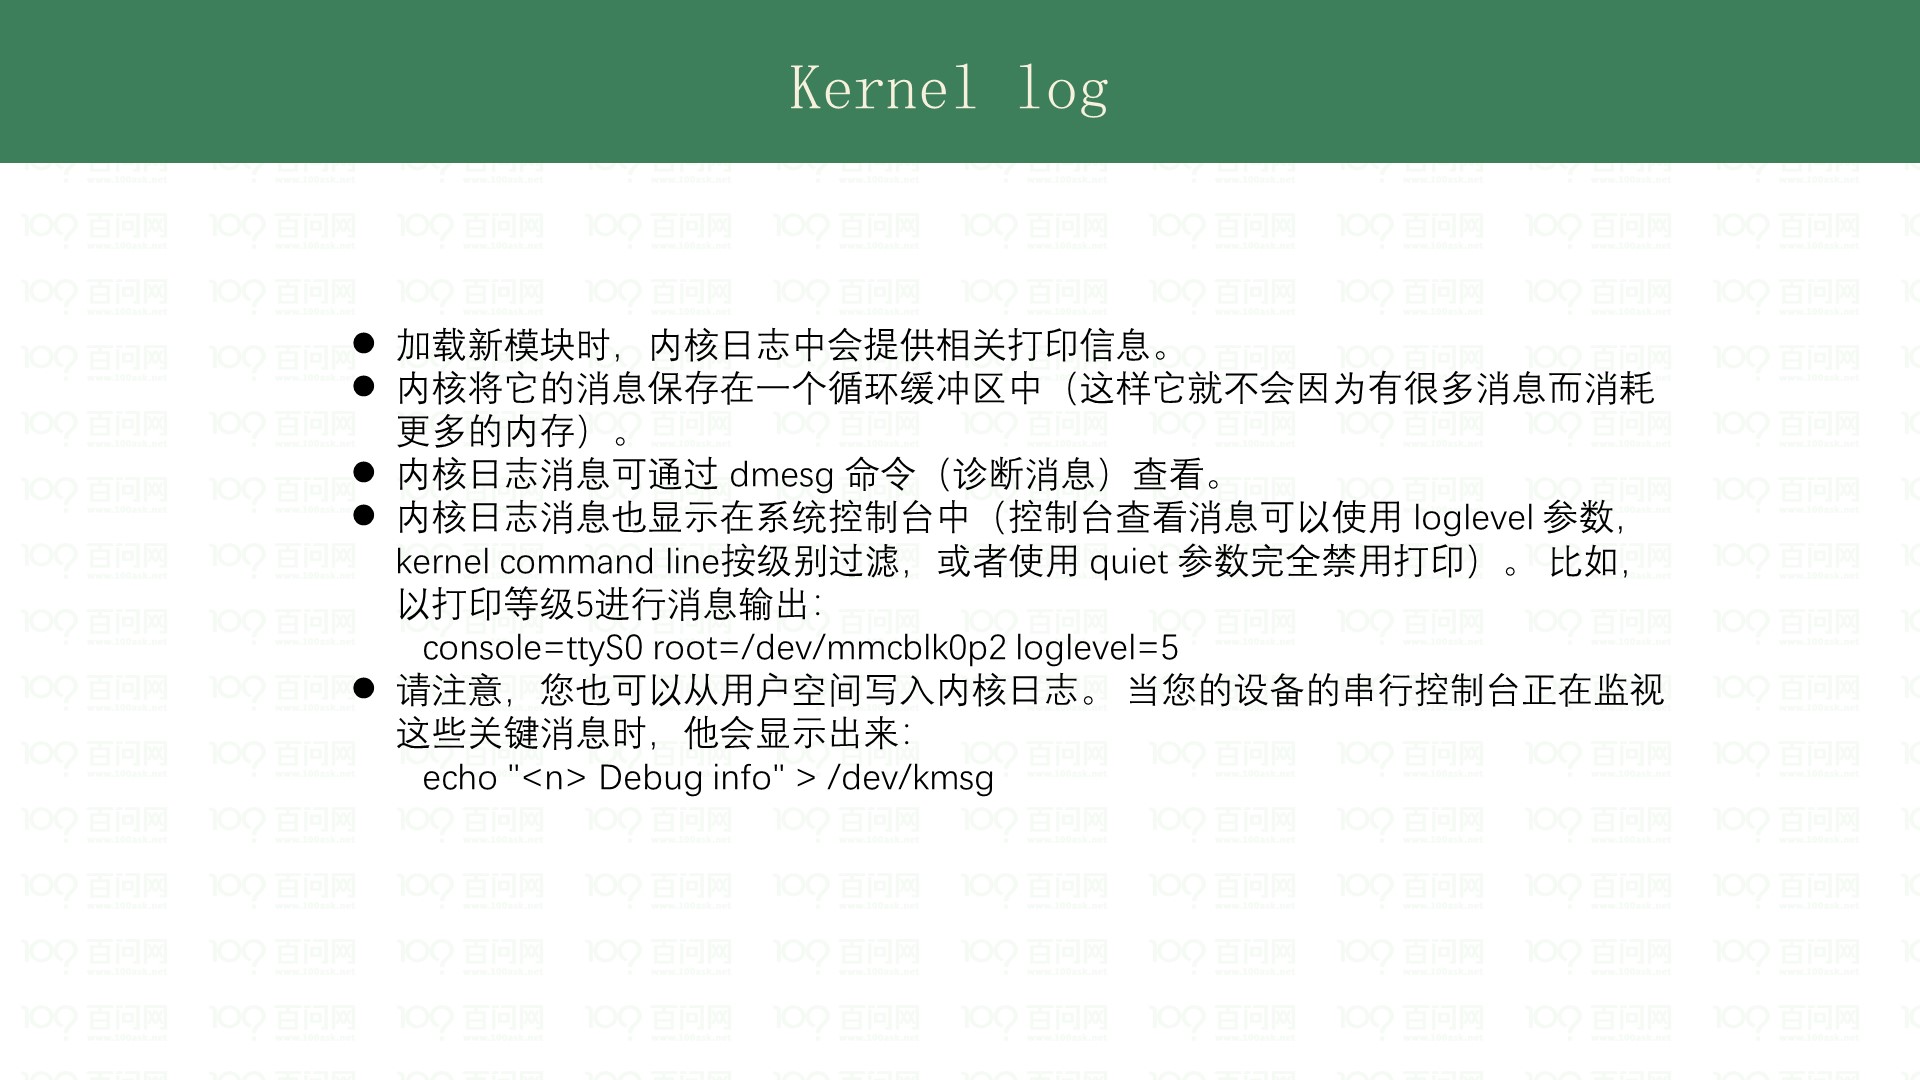 Kernel log
加载新模块时，内核日志中会提供相关打印信息。
内核将它的消息保存在一个循环缓冲区中（这样它就不会因为有很多消息而消耗
更多的内存）。
内核日志消息可通过 dmesg 命令（诊断消息）查看。
内核日志消息也显示在系统控制台中（控制台查看消息可以使用 loglevel 参数，
kernel command line按级别过滤，或者使用 quiet 参数完全禁用打印）。 比如，
以打印等级5进行消息输出：
console=ttyS0 root=/dev/mmcblk0p2 loglevel=5
请注意，您也可以从用户空间写入内核日志。 当您的设备的串行控制台正在监视
这些关键消息时，他会显示出来：
echo "<n> Debug info" > /dev/kmsg
百问网
www.100ask.net